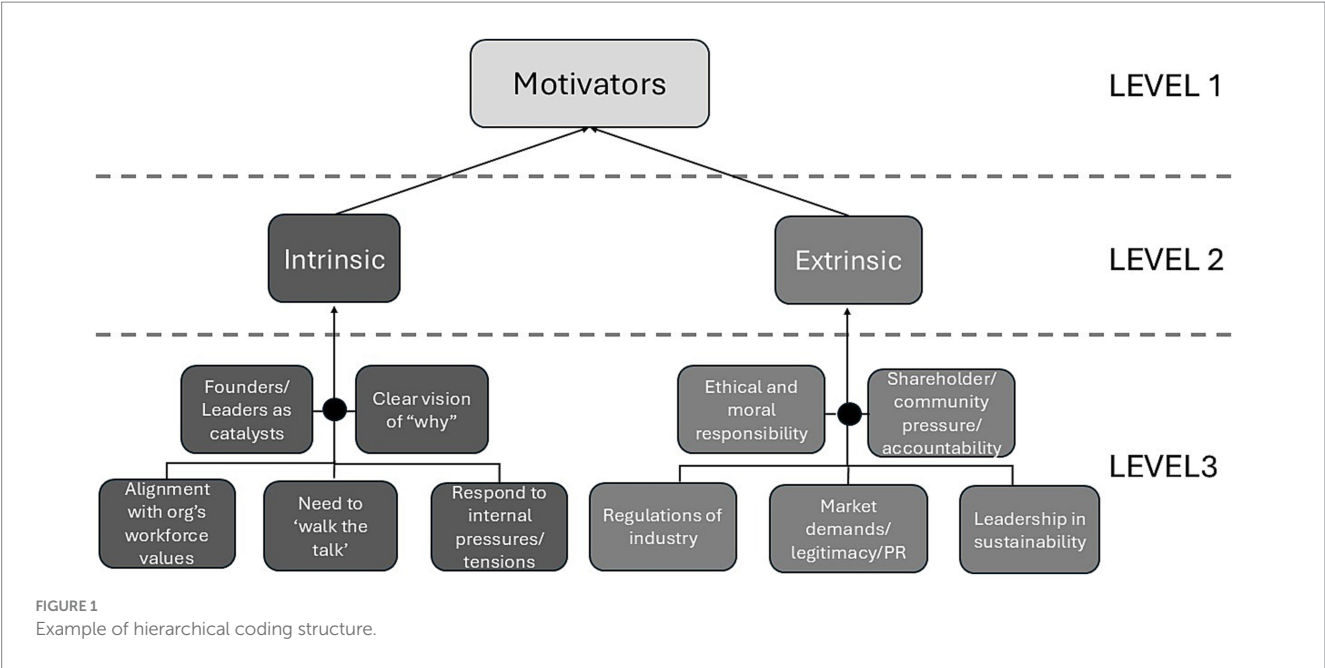 Motivators
LEVEL 1
Intrinsic
Extrinsic
LEVEL 2
Founders/
Leaders as
catalysts
Clear vision
of “why”
Ethical and
moral
responsibility
Shareholder/
community
pressure/
accountability
LEVEL3
Alignment
with org’s
workforce
values
Need to
‘walk the
talk’
Respond to
internal
pressures/
tensions
Regulations of
industry
Market
demands/
legitimacy/PR
Leadership in
sustainability
FIGURE 1
Example of hierarchical coding structure.